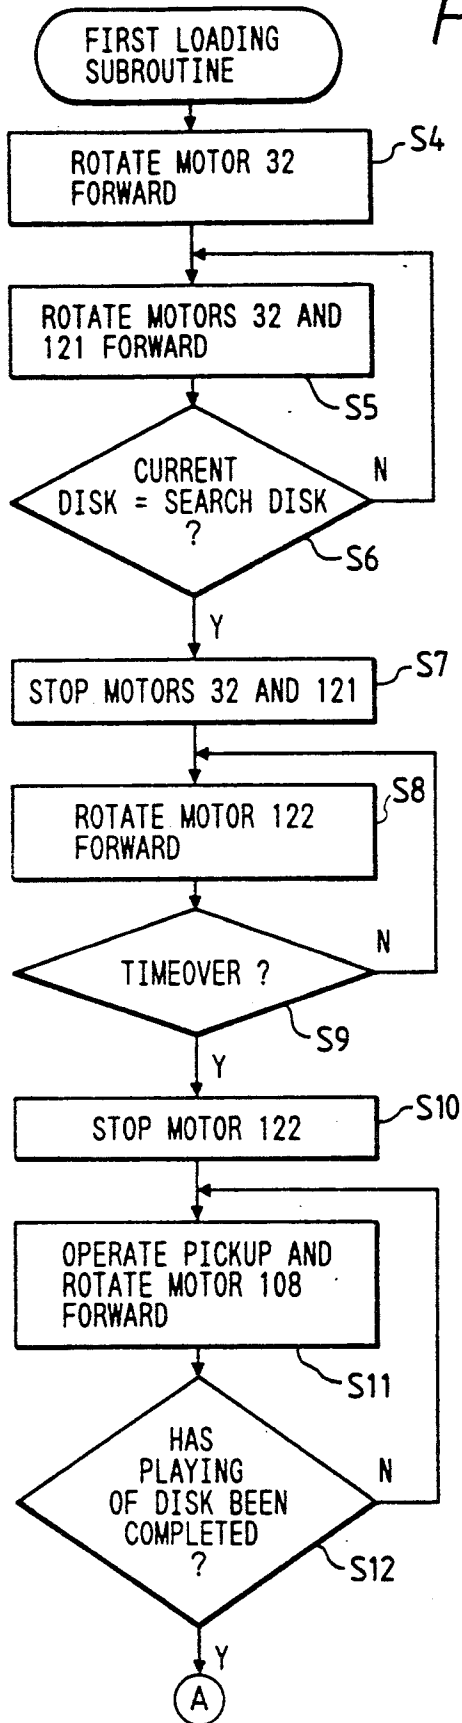 F
FIRST LOADING
SUBROUTINE
S4
ROTATE MOTOR 32
FORWARD
ROTATE MOTORS 32 AND
121 FORWARD
S5
CURRENT
DISK = SEARCH DISK
?
N
S6
Y
S7
STOP MOTORS 32 AND 121
S8
ROTATE MOTOR 122
FORWARD
N
TIMEOVER ?
S9
Y
S10
STOP MOTOR 122
OPERATE PICKUP AND
ROTATE MOTOR 108
FORWARD
S11
HAS
PLAYING
OF DISK BEEN
COMPLETED
?
N
S12
Y
A